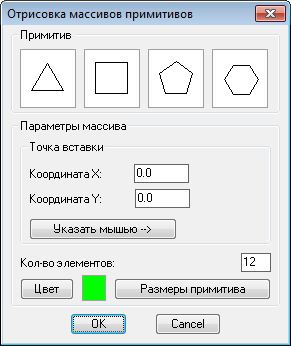 Отрисовка массивов примитивов
Примитив
Параметры массива
Точка вставки
Координата X: 0.0
Координата Y: 0.0
Указать мышью -->
Кол-во элементов: 12
Цвет Размеры примитива
OK Cancel